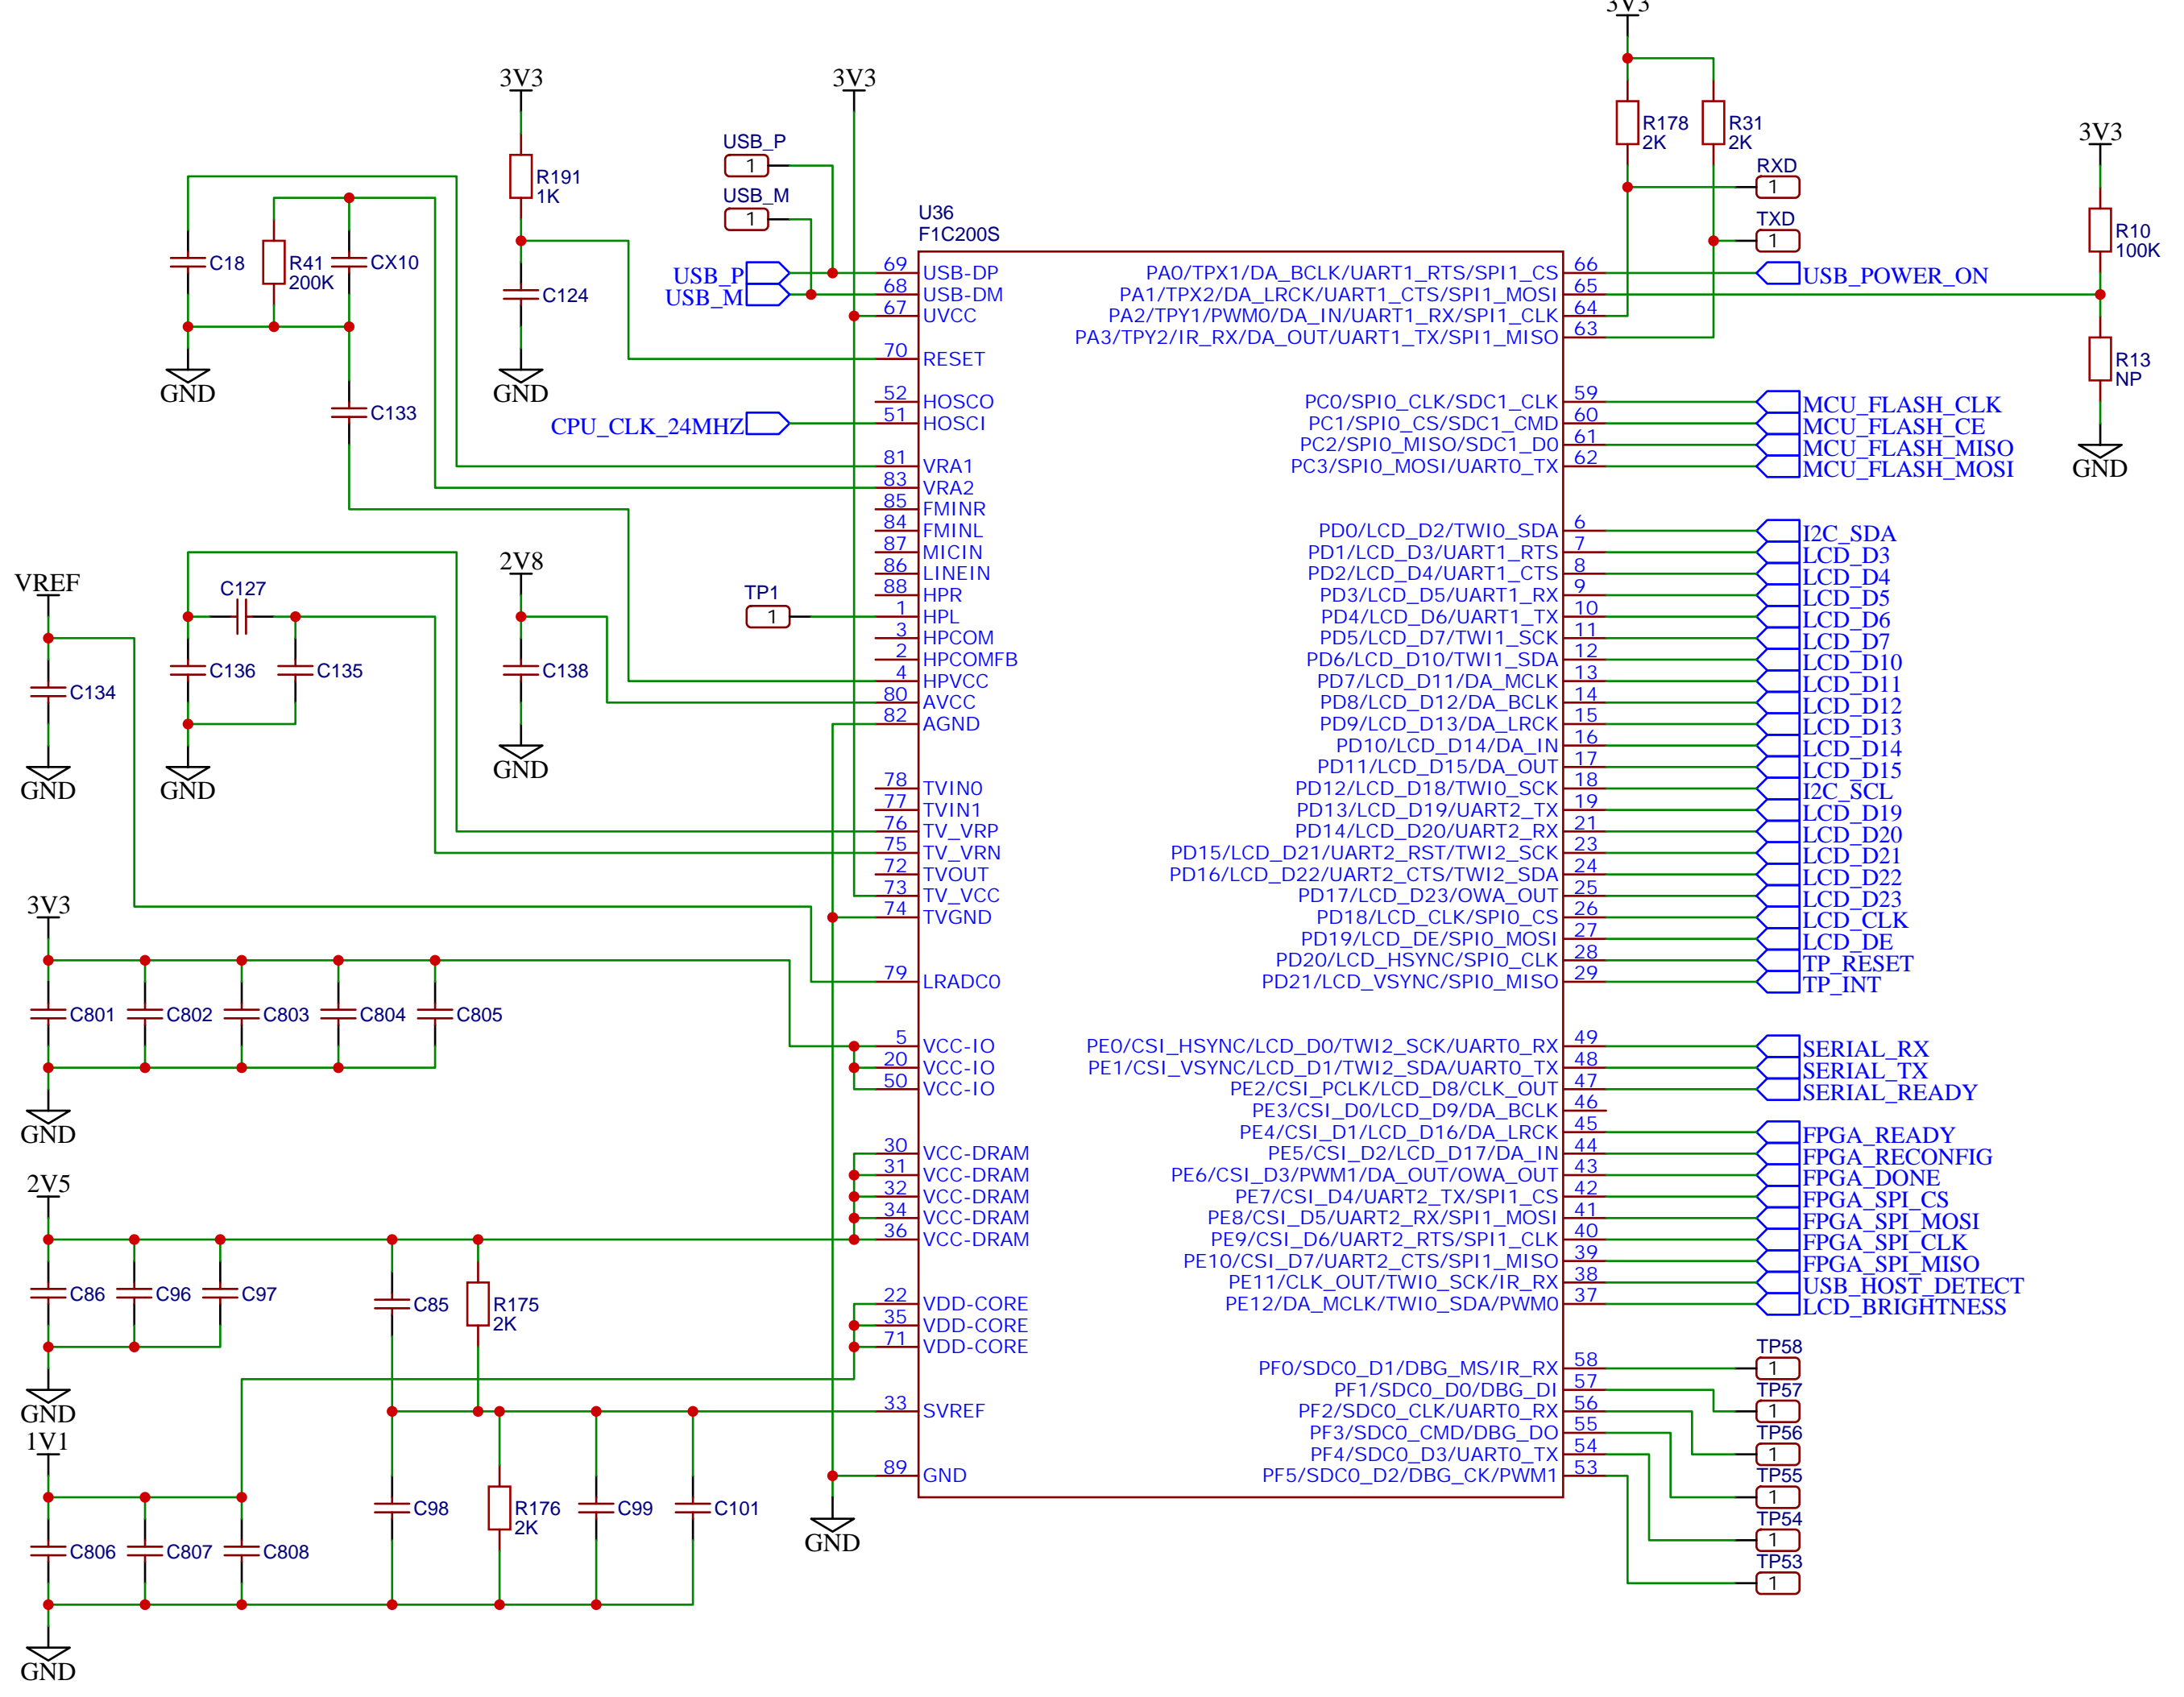 3V3
3V3
3V3
3V3
R178
2K
R31
2K
RXD
1
TXD
1
R10
100K
R13
NP
GND
R191
1K
C124
GND
C18
R41
200K
CX10
GND
C133
USB_P
1
USB_M
1
USB_P
USB_M
CPU_CLK_24MHZ
U36
F1C200S
69 USB-DP
68 USB-DM
67 UVCC
70 RESET
52 HOSCO
51 HOSCI
81 VRA1
83 VRA2
85 FMINR
84 FMINL
87 MICIN
86 LINEIN
88 HPR
1 HPL
3 HPCOM
2 HPCOMFB
4 HPVCC
80 AVCC
82 AGND
78 TVIN0
77 TVIN1
76 TV_VRP
75 TV_VRN
72 TVOUT
73 TV_VCC
74 TVGND
79 LRADC0
5 VCC-IO
20 VCC-IO
50 VCC-IO
30 VCC-DRAM
31 VCC-DRAM
32 VCC-DRAM
34 VCC-DRAM
36 VCC-DRAM
22 VDD-CORE
35 VDD-CORE
71 VDD-CORE
33 SVREF
89 GND
PA0/TPX1/DA_BCLK/UART1_RTS/SPI1_CS 66 USB_POWER_ON
PA1/TPX2/DA_LRCK/UART1_CTS/SPI1_MOSI 65
PA2/TPY1/PWM0/DA_IN/UART1_RX/SPI1_CLK 64
PA3/TPY2/IR_RX/DA_OUT/UART1_TX/SPI1_MISO 63
PC0/SPI0_CLK/SDC1_CLK 59 MCU_FLASH_CLK
PC1/SPI0_CS/SDC1_CMD 60 MCU_FLASH_CE
PC2/SPI0_MISO/SDC1_D0 61 MCU_FLASH_MISO
PC3/SPI0_MOSI/UART0_TX 62 MCU_FLASH_MOSI
PD0/LCD_D2/TWI0_SDA 6 I2C_SDA
PD1/LCD_D3/UART1_RTS 7 LCD_D3
PD2/LCD_D4/UART1_CTS 8 LCD_D4
PD3/LCD_D5/UART1_RX 9 LCD_D5
PD4/LCD_D6/UART1_TX 10 LCD_D6
PD5/LCD_D7/TWI1_SCK 11 LCD_D7
PD6/LCD_D10/TWI1_SDA 12 LCD_D10
PD7/LCD_D11/DA_MCLK 13 LCD_D11
PD8/LCD_D12/DA_BCLK 14 LCD_D12
PD9/LCD_D13/DA_LRCK 15 LCD_D13
PD10/LCD_D14/DA_IN 16 LCD_D14
PD11/LCD_D15/DA_OUT 17 LCD_D15
PD12/LCD_D18/TWI0_SCK 18 I2C_SCL
PD13/LCD_D19/UART2_TX 19 LCD_D19
PD14/LCD_D20/UART2_RX 21 LCD_D20
PD15/LCD_D21/UART2_RST/TWI2_SCK 23 LCD_D21
PD16/LCD_D22/UART2_CTS/TWI2_SDA 24 LCD_D22
PD17/LCD_D23/OWA_OUT 25 LCD_D23
PD18/LCD_CLK/SPI0_CS 26 LCD_CLK
PD19/LCD_DE/SPI0_MOSI 27 LCD_DE
PD20/LCD_HSYNC/SPI0_CLK 28 TP_RESET
PD21/LCD_VSYNC/SPI0_MISO 29 TP_INT
PE0/CSI_HSYNC/LCD_D0/TWI2_SCK/UART0_RX 49 SERIAL_RX
PE1/CSI_VSYNC/LCD_D1/TWI2_SDA/UART0_TX 48 SERIAL_TX
PE2/CSI_PCLK/LCD_D8/CLK_OUT 47 SERIAL_READY
PE3/CSI_D0/LCD_D9/DA_BCLK 46
PE4/CSI_D1/LCD_D16/DA_LRCK 45 FPGA_READY
PE5/CSI_D2/LCD_D17/DA_IN 44 FPGA_RECONFIG
PE6/CSI_D3/PWM1/DA_OUT/OWA_OUT 43 FPGA_DONE
PE7/CSI_D4/UART2_TX/SPI1_CS 42 FPGA_SPI_CS
PE8/CSI_D5/UART2_RX/SPI1_MOSI 41 FPGA_SPI_MOSI
PE9/CSI_D6/UART2_RTS/SPI1_CLK 40 FPGA_SPI_CLK
PE10/CSI_D7/UART2_CTS/SPI1_MISO 39 FPGA_SPI_MISO
PE11/CLK_OUT/TWI0_SCK/IR_RX 38 USB_HOST_DETECT
PE12/DA_MCLK/TWI0_SDA/PWM0 37 LCD_BRIGHTNESS
PF0/SDC0_D1/DBG_MS/IR_RX 58
PF1/SDC0_D0/DBG_DI 57
PF2/SDC0_CLK/UART0_RX 56
PF3/SDC0_CMD/DBG_DO 55
PF4/SDC0_D3/UART0_TX 54
PF5/SDC0_D2/DBG_CK/PWM1 53
TP58
1
TP57
1
TP56
1
TP55
1
TP54
1
TP53
1
VREF
C134
GND
C127
C136
C135
GND
2V8
C138
GND
TP1
1
3V3
C801
C802
C803
C804
C805
GND
2V5
C86
C96
C97
C85
R175
2K
GND
1V1
C98
R176
2K
C99
C101
C806
C807
C808
GND
GND